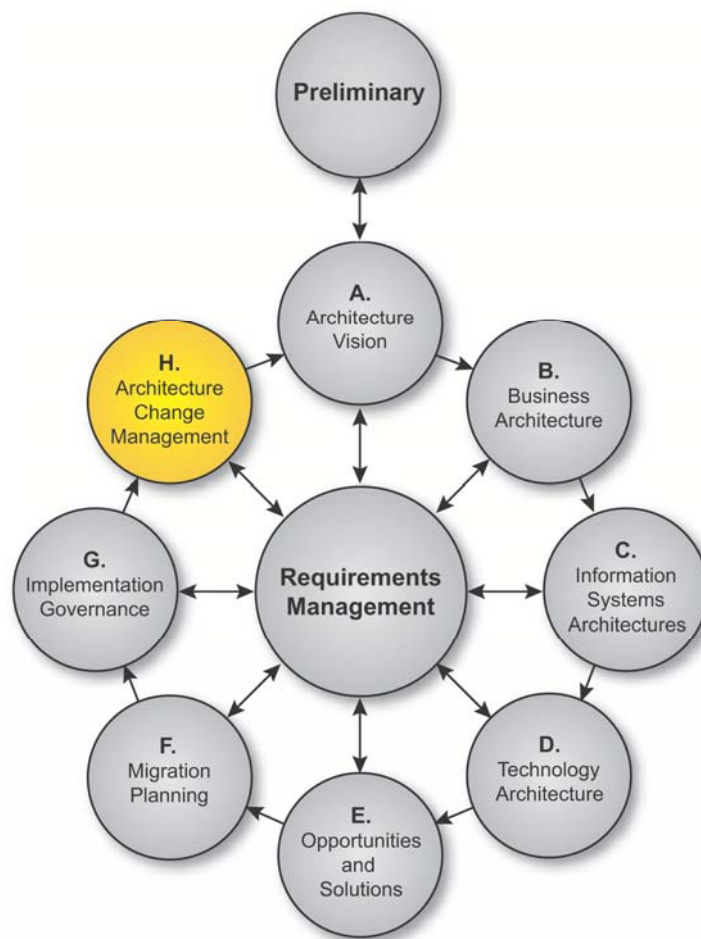 Preliminary
A.
Architecture
Vision
H.
Architecture
Change
Management
B.
Business
Architecture
G.
Implementation
Governance
Requirements
Management
C.
Information
Systems
Architectures
F.
Migration
Planning
D.
Technology
Architecture
E.
Opportunities
and
Solutions